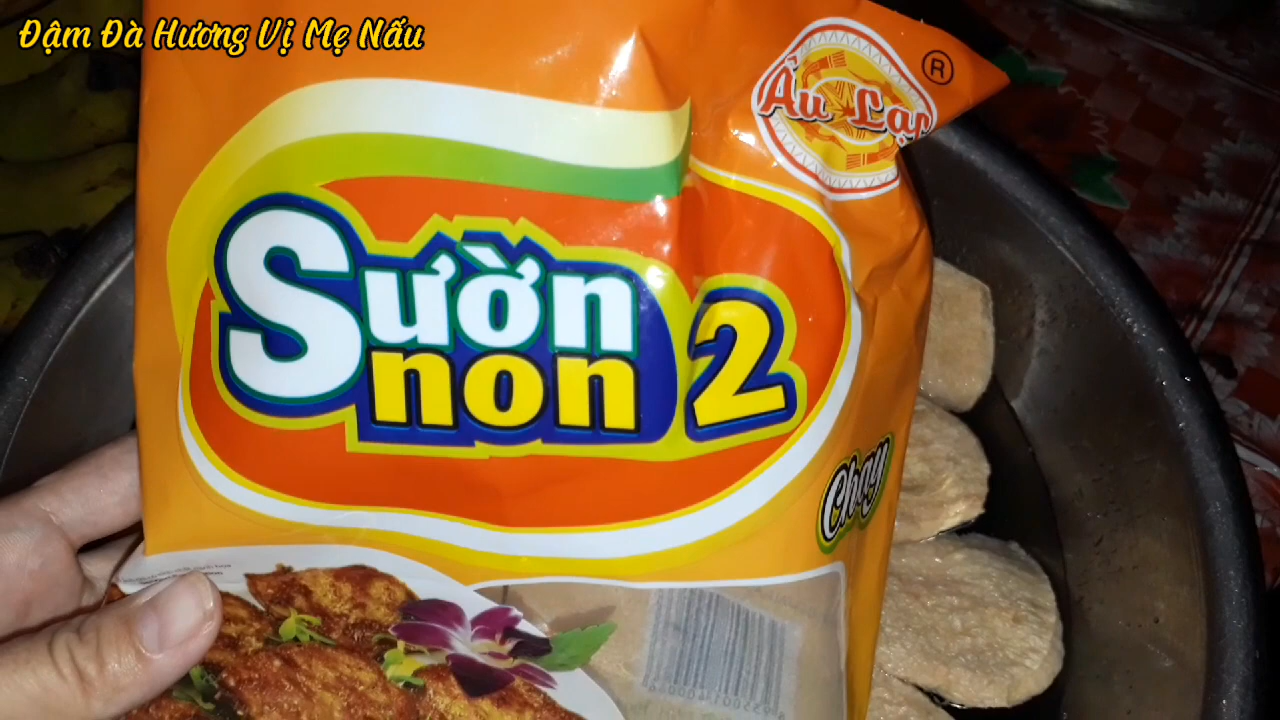 Đậm Đà Hương Vị Mẹ Nấu
Âu Lạc
®
Sườn
non 2
Chay